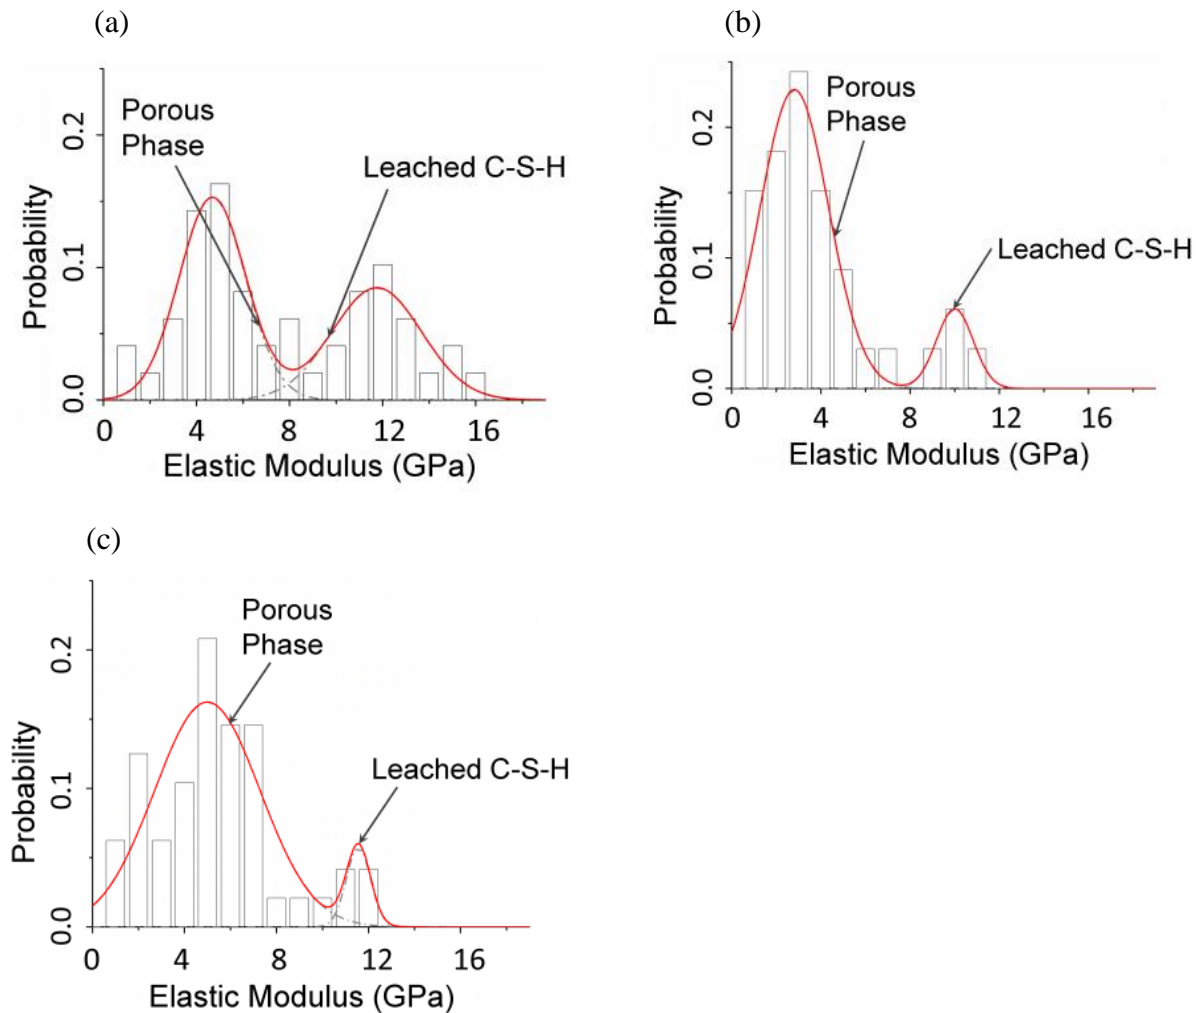 (a)
Porous
Phase
Leached C-S-H
0.2
0.1
0.0
Probability
0 4 8 12 16
Elastic Modulus (GPa)
(b)
Porous
Phase
Leached C-S-H
0.2
0.1
0.0
Probability
0 4 8 12 16
Elastic Modulus (GPa)
(c)
Porous
Phase
Leached C-S-H
0.2
0.1
0.0
Probability
0 4 8 12 16
Elastic Modulus (GPa)